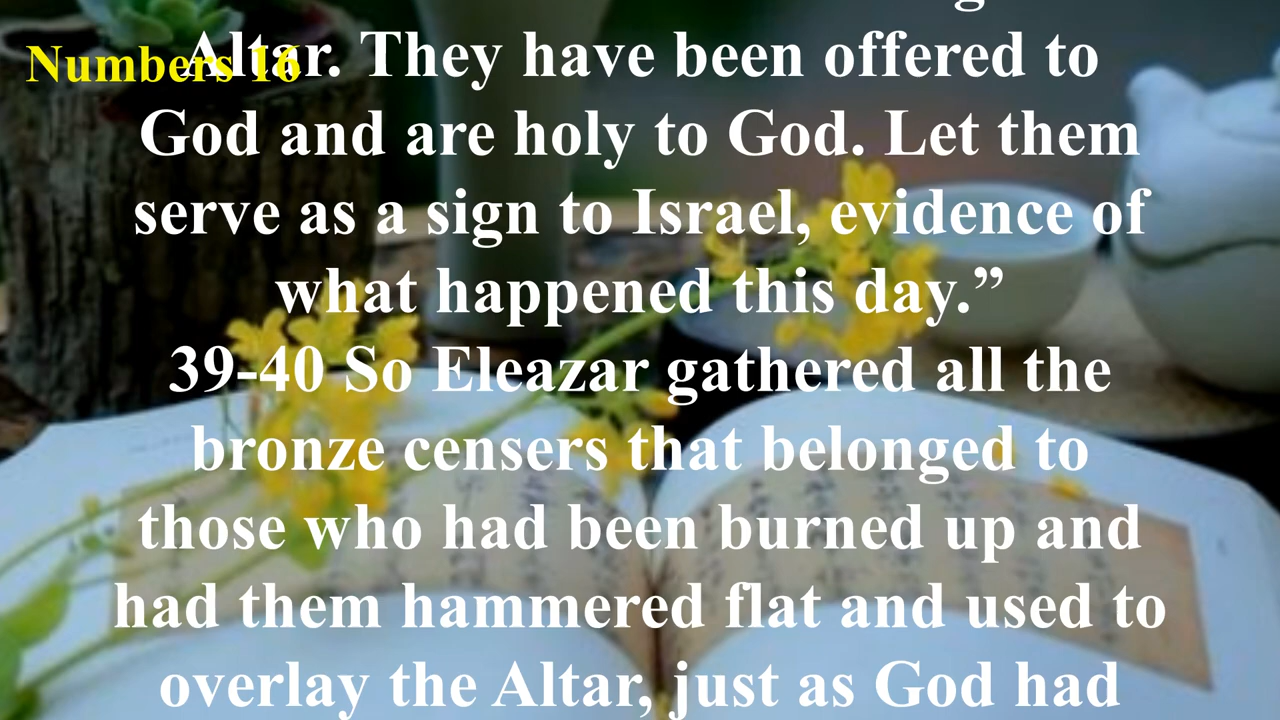 Numbers 16
Altar. They have been offered to
God and are holy to God. Let them
serve as a sign to Israel, evidence of
what happened this day.”
39-40 So Eleazar gathered all the
bronze censers that belonged to
those who had been burned up and
had them hammered flat and used to
overlay the Altar, just as God had